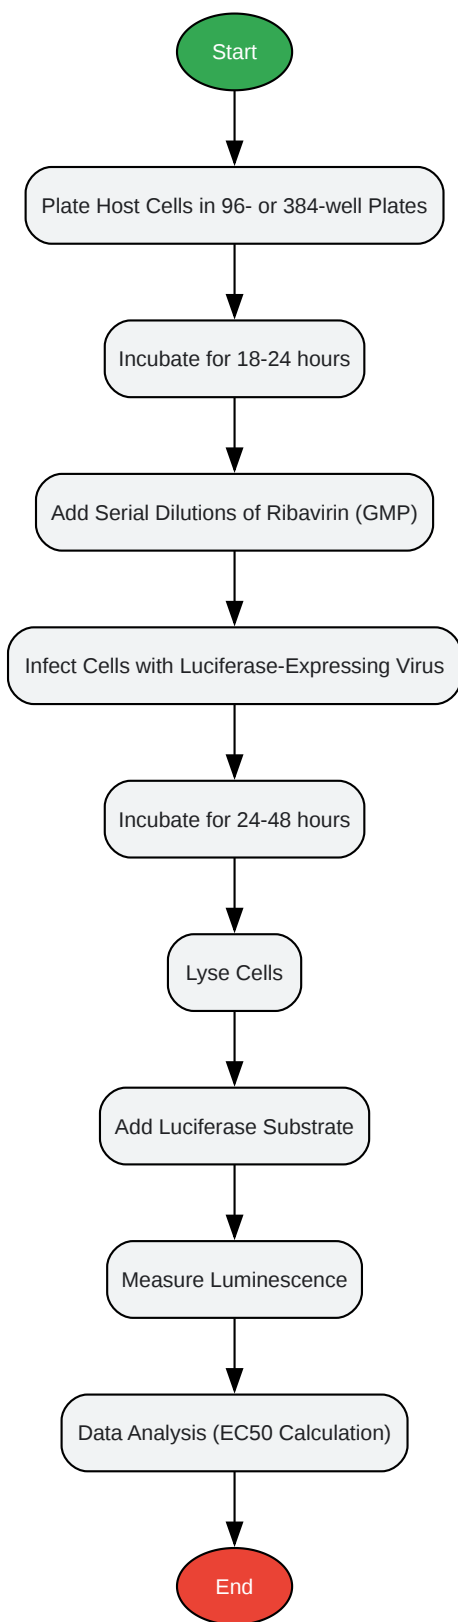 Start
Plate Host Cells in 96- or 384-well Plates
Incubate for 18-24 hours
Add Serial Dilutions of Ribavirin (GMP)
Infect Cells with Luciferase-Expressing Virus
Incubate for 24-48 hours
Lyse Cells
Add Luciferase Substrate
Measure Luminescence
Data Analysis (EC50 Calculation)
End